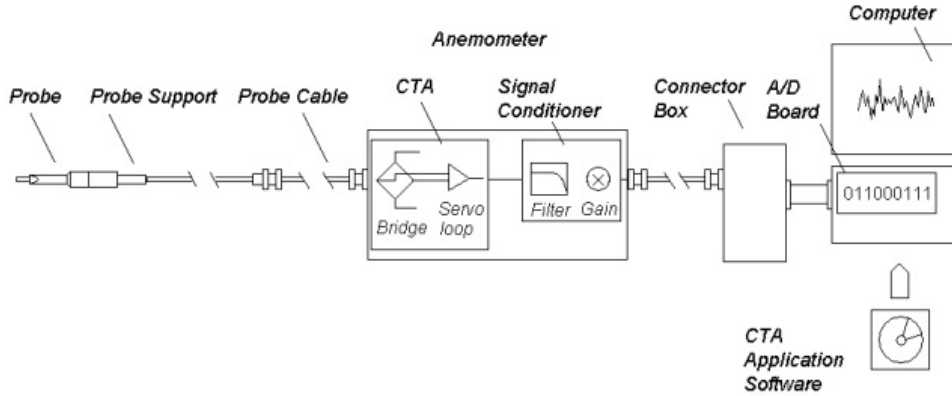 Computer
Anemometer
Probe
Probe Support
Probe Cable
CTA
Signal
Conditioner
Connector
Box
A/D
Board
011000111
Bridge
Servo
loop
Filter
Gain
CTA
Application
Software